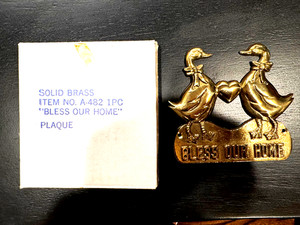 SOLID BRASS
ITEM NO. A-482 1PC
"BLESS OUR HOME"
PLAQUE
BLESS OUR HOME